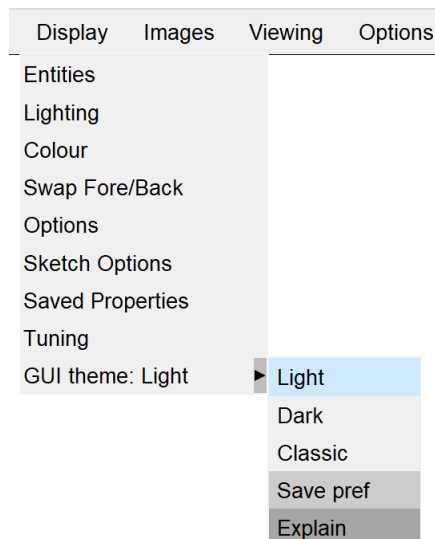 Display Images Viewing Options
Entities
Lighting
Colour
Swap Fore/Back
Options
Sketch Options
Saved Properties
Tuning
GUI theme: Light
Light
Dark
Classic
Save pref
Explain